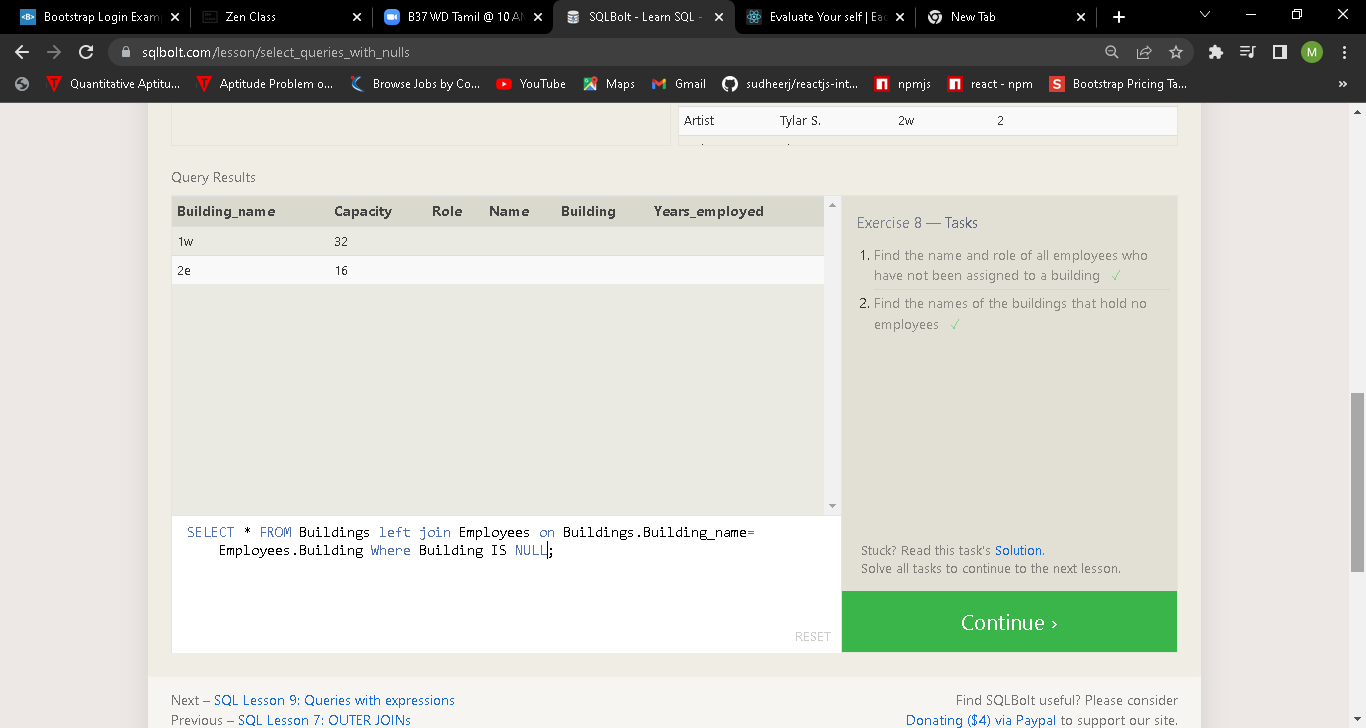 Bootstrap Login Exam
Zen Class
B37 WD Tamil @ 10 A
SQLBolt - Learn SQL -
Evaluate Your self | Ea
New Tab
sqlbolt.com/lesson/select_queries_with_nulls
M
Quantitative Aptitu...
Aptitude Problem o...
Browse Jobs by Co...
YouTube
Maps
Gmail
sudheerj/reactjs-int...
npmjs
react - npm
Bootstrap Pricing Ta...
»
Artist Tylar S. 2w 2
Query Results
Building_name Capacity Role Name Building Years_employed
1w 32
2e 16
Exercise 8 — Tasks
1. Find the name and role of all employees who
have not been assigned to a building ✓
2. Find the names of the buildings that hold no
employees ✓
SELECT * FROM Buildings left join Employees on Buildings.Building_name=
Employees.Building Where Building IS NULL;
RESET
Stuck? Read this task's Solution.
Solve all tasks to continue to the next lesson.
Continue ›
Next – SQL Lesson 9: Queries with expressions
Previous – SQL Lesson 7: OUTER JOINs
Find SQLBolt useful? Please consider
Donating ($4) via Paypal to support our site.